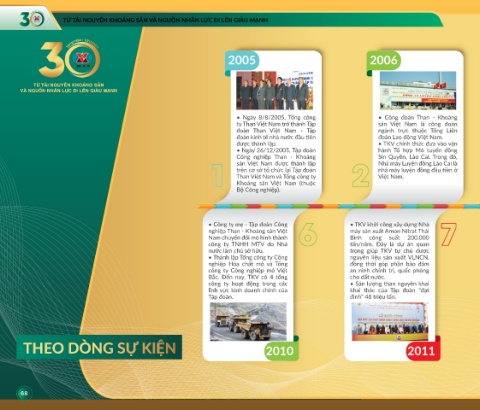 30 TỪ TÀI NGUYÊN KHOÁNG SẢN VÀ NGUỒN NHÂN LỰC ĐI LÊN GIÀU MẠNH
30
TỪ TÀI NGUYÊN KHOÁNG SẢN
VÀ NGUỒN NHÂN LỰC ĐI LÊN GIÀU MẠNH
2005
• Ngày 8/8/2005, Tổng công
ty Than Việt Nam trở thành Tập
đoàn Than Việt Nam - Tập
đoàn kinh tế nhà nước đầu tiên
được thành lập.
• Ngày 26/12/2005, Tập đoàn
Công nghiệp Than - Khoáng
sản Việt Nam được thành lập
trên cơ sở tổ chức lại Tập đoàn
Than Việt Nam và Tổng công ty
Khoáng sản Việt Nam (thuộc
Bộ Công nghiệp).
1
2006
• Công đoàn Than - Khoáng
sản Việt Nam là công đoàn
ngành trực thuộc Tổng Liên
đoàn Lao động Việt Nam.
• TKV chính thức đưa vào vận
hành Tổ hợp Mỏ tuyển đồng
Sin Quyền, Lào Cai. Trong đó,
Nhà máy Luyện đồng Lào Cai là
nhà máy luyện đồng đầu tiên ở
Việt Nam.
2
• Công ty mẹ - Tập đoàn Công
nghiệp Than - Khoáng sản Việt
Nam chuyển đổi mô hình thành
công ty TNHH MTV do Nhà
nước làm chủ sở hữu.
• Thành lập Tổng công ty Công
nghiệp Hóa chất mỏ và Tổng
công ty Công nghiệp mỏ Việt
Bắc. Đến nay, TKV có 4 tổng
công ty hoạt động trong các
lĩnh vực kinh doanh chính của
Tập đoàn.
6
2010
• TKV khởi công xây dựng Nhà
máy sản xuất Amon Nitrat Thái
Bình công suất 200.000
tấn/năm. Đây là dự án quan
trọng giúp TKV tự chủ được
nguyên liệu sản xuất VLNCN,
đồng thời góp phần bảo đảm
an ninh chính trị, quốc phòng
cho đất nước.
• Sản lượng than nguyên khai
khai thác của Tập đoàn “đạt
đỉnh” 48 triệu tấn.
7
2011
THEO DÒNG SỰ KIỆN
68